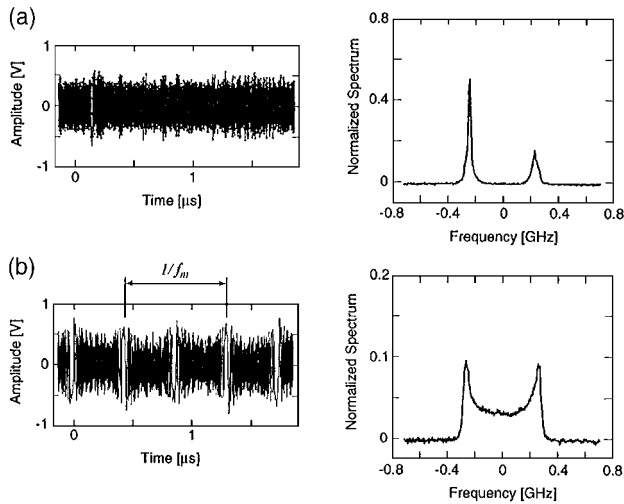 (a)
Amplitude [V]
1
0
-1
0
1
Time [μs]
Normalized Spectrum
0.8
0.4
0
-0.8
-0.4
0
0.4
0.8
Frequency [GHz]
(b)
1/fm
Amplitude [V]
1
0
-1
0
1
Time [μs]
Normalized Spectrum
0.2
0.1
0
-0.8
-0.4
0
0.4
0.8
Frequency [GHz]